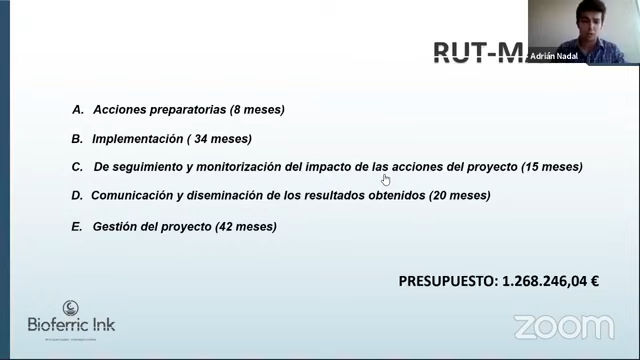 RUT-MA
Adrián Nadal
A. Acciones preparatorias (8 meses)
B. Implementación ( 34 meses)
C. De seguimiento y monitorización del impacto de las acciones del proyecto (15 meses)
D. Comunicación y diseminación de los resultados obtenidos (20 meses)
E. Gestión del proyecto (42 meses)
PRESUPUESTO: 1.268.246,04 €
Bioferric Ink
zoom